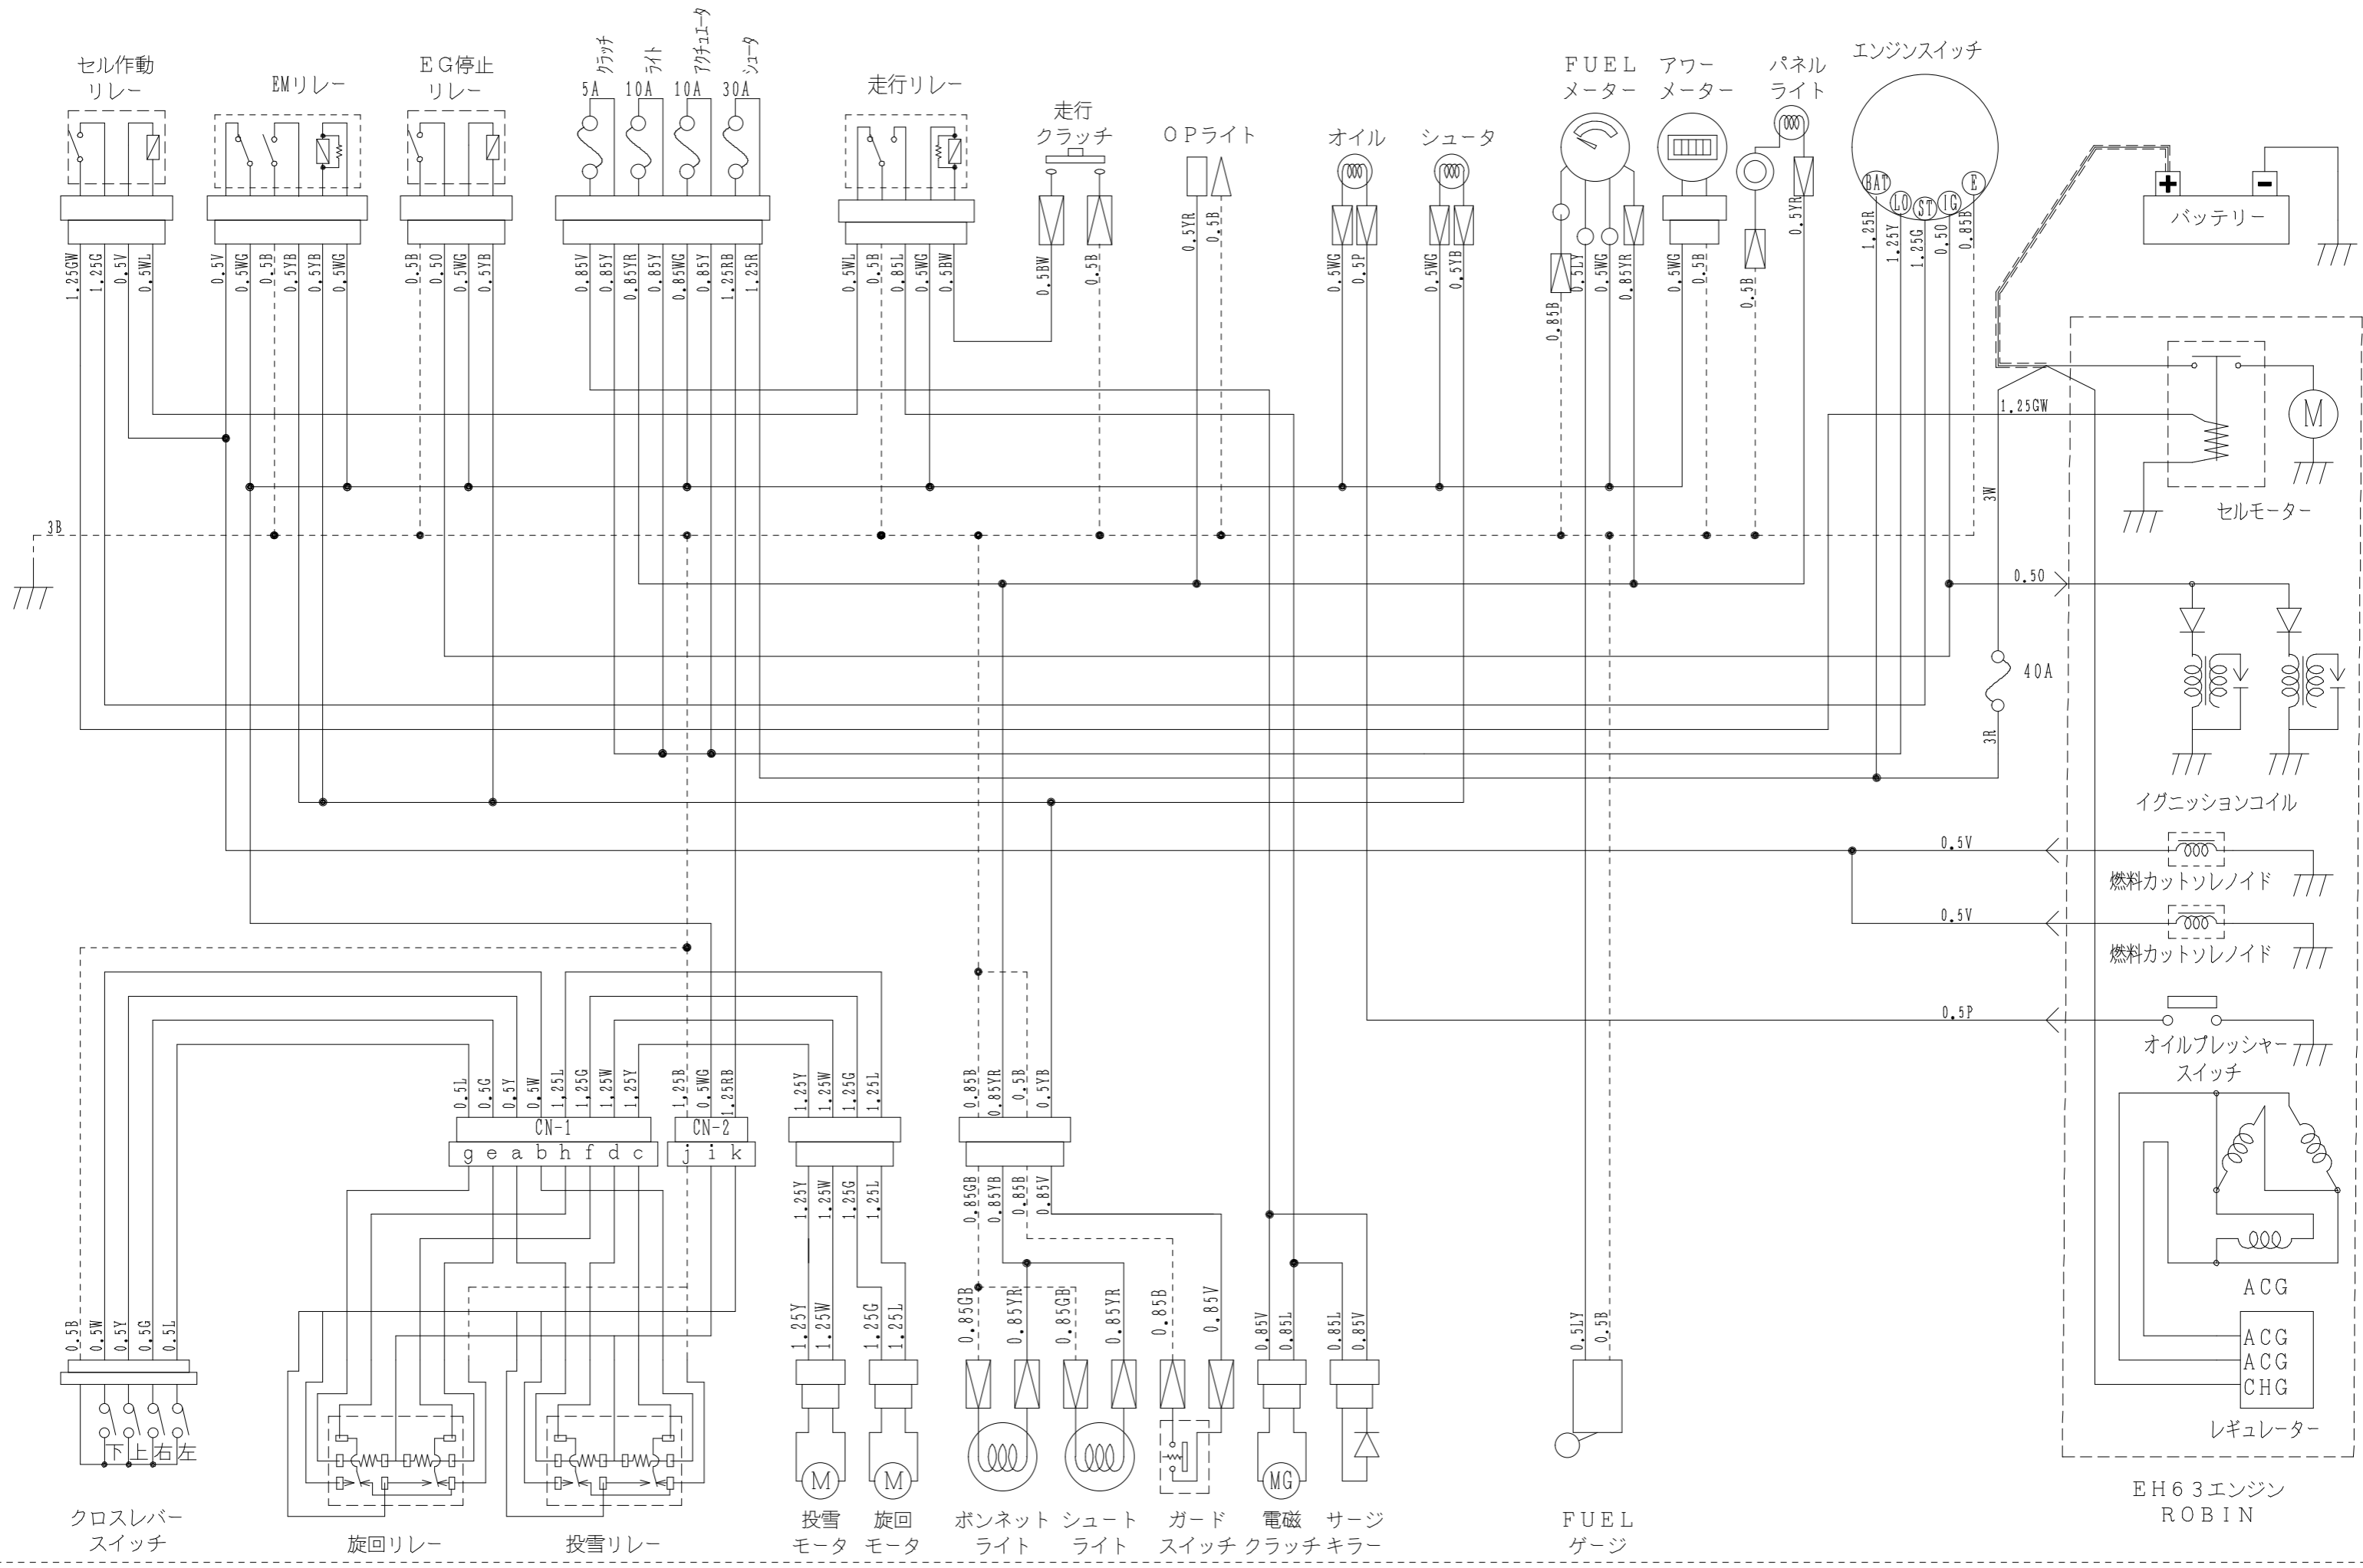 セル作動
リレー
EMリレー
EG停止
リレー
クラッチ
ライト
アクチュエータ
シュータ
5A
10A
10A
30A
走行リレー
走行
クラッチ
OPライト
オイル
シュータ
FUEL
メーター
アワー
メーター
パネル
ライト
エンジンスイッチ
BAT
LO
ST
IG
E
バッテリー
1.25GW
1.25G
0.5V
0.5WL
0.5V
0.5WG
0.5B
0.5YB
0.5YB
0.5WG
0.5B
0.5O
0.5WG
0.5YB
0.85V
0.85Y
0.85YR
0.85Y
0.85WG
0.85Y
1.25RB
1.25R
0.5WL
0.5B
0.85L
0.5WG
0.5BW
0.5BW
0.5B
0.5YR
0.5B
0.5WG
0.5P
0.5WG
0.5YB
0.85B
0.5LY
0.5WG
0.85YR
0.5WG
0.5B
0.5B
0.5YR
1.25R
1.25Y
1.25G
0.5O
0.85B
1.25GW
M
セルモーター
3W
3B
0.5O
40A
3R
イグニッションコイル
0.5V
燃料カットソレノイド
0.5V
燃料カットソレノイド
0.5P
オイルプレッシャー
スイッチ
0.5L
0.5G
0.5Y
0.5W
1.25L
1.25G
1.25W
1.25Y
1.25B
0.5WG
1.25RB
1.25Y
1.25W
1.25G
1.25L
0.85B
0.85YR
0.5B
0.5YB
CN-1
CN-2
g e a b h f d c
j i k
1.25Y
1.25W
1.25G
1.25L
0.85GB
0.85YB
0.85B
0.85V
ACG
0.5B
0.5W
0.5Y
0.5G
0.5L
1.25Y
1.25W
1.25G
1.25L
0.85GB
0.85YR
0.85GB
0.85YR
0.85B
0.85V
0.85V
0.85L
0.85L
0.85V
0.5LY
0.5B
ACG
ACG
CHG
レギュレーター
下 上 右 左
M
M
MG
クロスレバー
スイッチ
旋回リレー
投雪リレー
投雪
モータ
旋回
モータ
ボンネット
ライト
シュート
ライト
ガード
スイッチ
電磁
クラッチ
サージ
キラー
FUEL
ゲージ
EH63エンジン
ROBIN